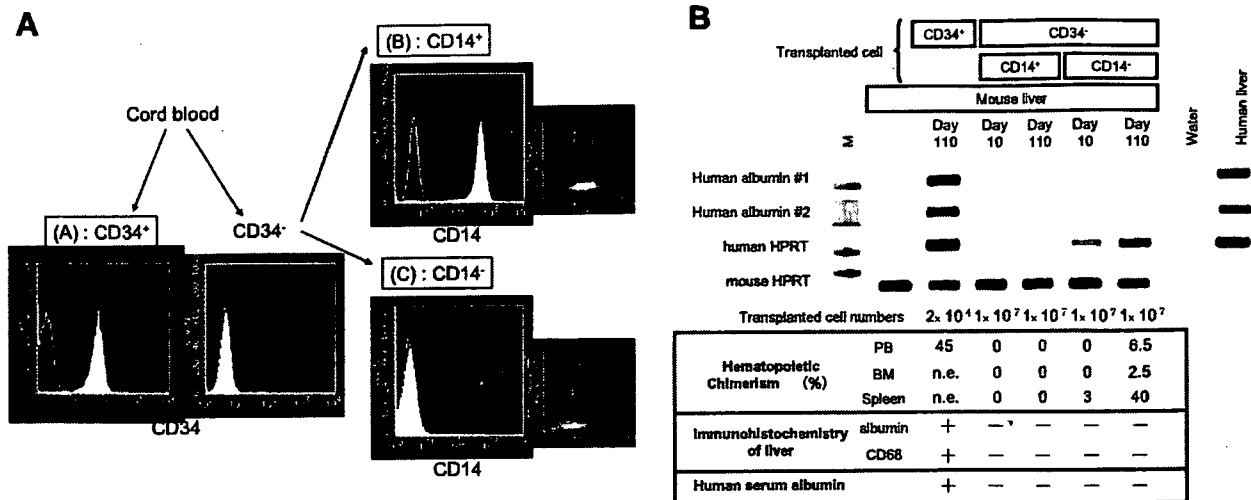 A
(B) : CD14⁺
Cord blood
(A) : CD34⁺
CD34⁻
CD14
(C) : CD14⁻
CD34
CD14
B
Transplanted cell
CD34⁺
CD34⁻
CD14⁺
CD14⁻
Mouse liver
M
Day 110
Day 10
Day 110
Day 10
Day 110
Water
Human liver
Human albumin #1
Human albumin #2
human HPRT
mouse HPRT
Transplanted cell numbers 2x 10⁴ 1x 10⁷ 1x 10⁷ 1x 10⁷ 1x 10⁷
Hematopoietic Chimerism (%)
PB 45 0 0 0 6.5
BM n.e. 0 0 0 2.5
Spleen n.e. 0 0 3 40
Immunohistochemistry of liver
albumin + − − − −
CD68 + − − − −
Human serum albumin + − − − −